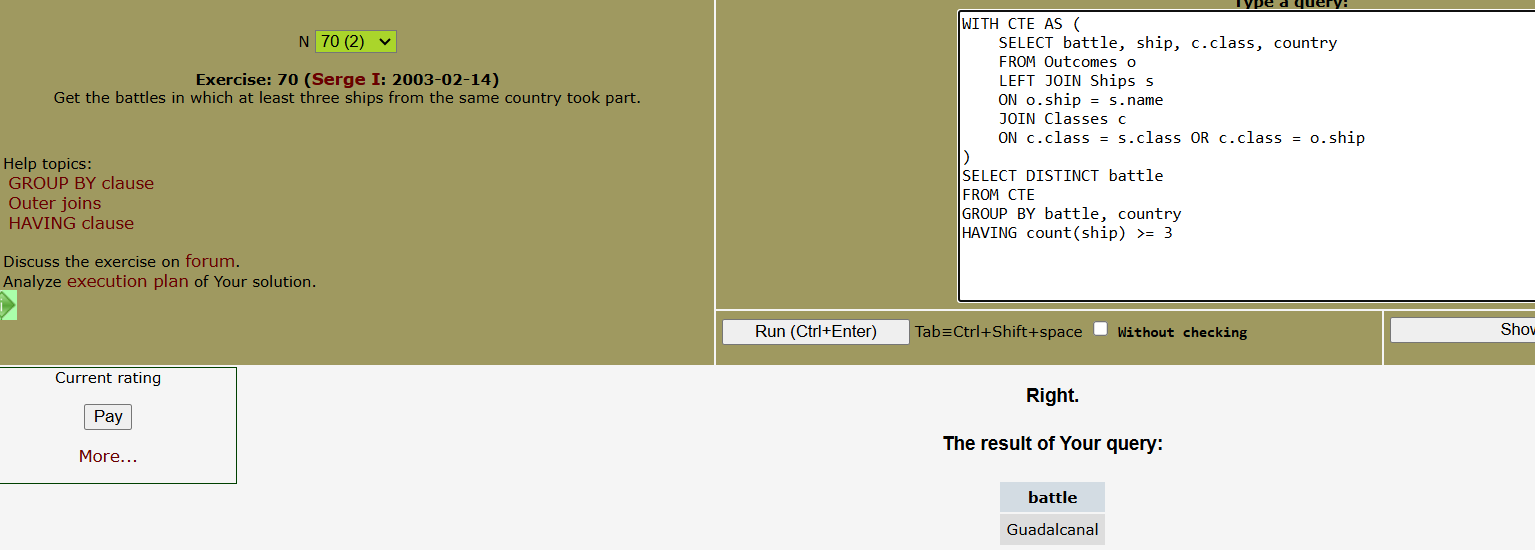 N 70 (2)
Exercise: 70 (Serge I: 2003-02-14)
Get the battles in which at least three ships from the same country took part.
Help topics:
GROUP BY clause
Outer joins
HAVING clause
Discuss the exercise on forum.
Analyze execution plan of Your solution.
Type a query:
WITH CTE AS (
    SELECT battle, ship, c.class, country
    FROM Outcomes o
    LEFT JOIN Ships s
    ON o.ship = s.name
    JOIN Classes c
    ON c.class = s.class OR c.class = o.ship
)
SELECT DISTINCT battle
FROM CTE
GROUP BY battle, country
HAVING count(ship) >= 3
Run (Ctrl+Enter) Tab≡Ctrl+Shift+space Without checking
Current rating
Pay
More...
Right.
The result of Your query:
battle
Guadalcanal